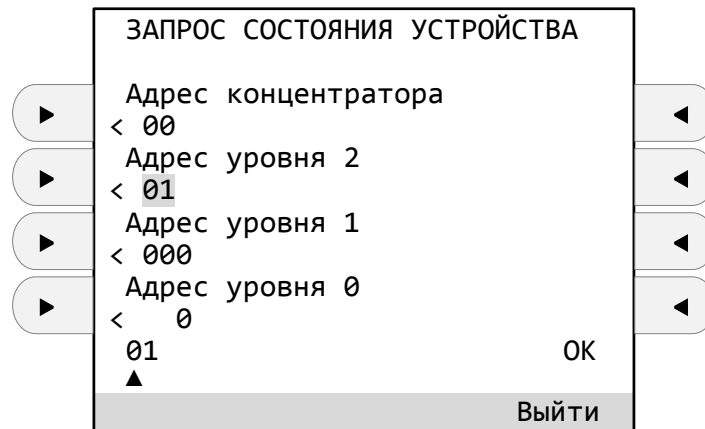 ЗАПРОС СОСТОЯНИЯ УСТРОЙСТВА
Адрес концентратора
< 00
Адрес уровня 2
< 01
Адрес уровня 1
< 000
Адрес уровня 0
< 0
01 OK
Выйти